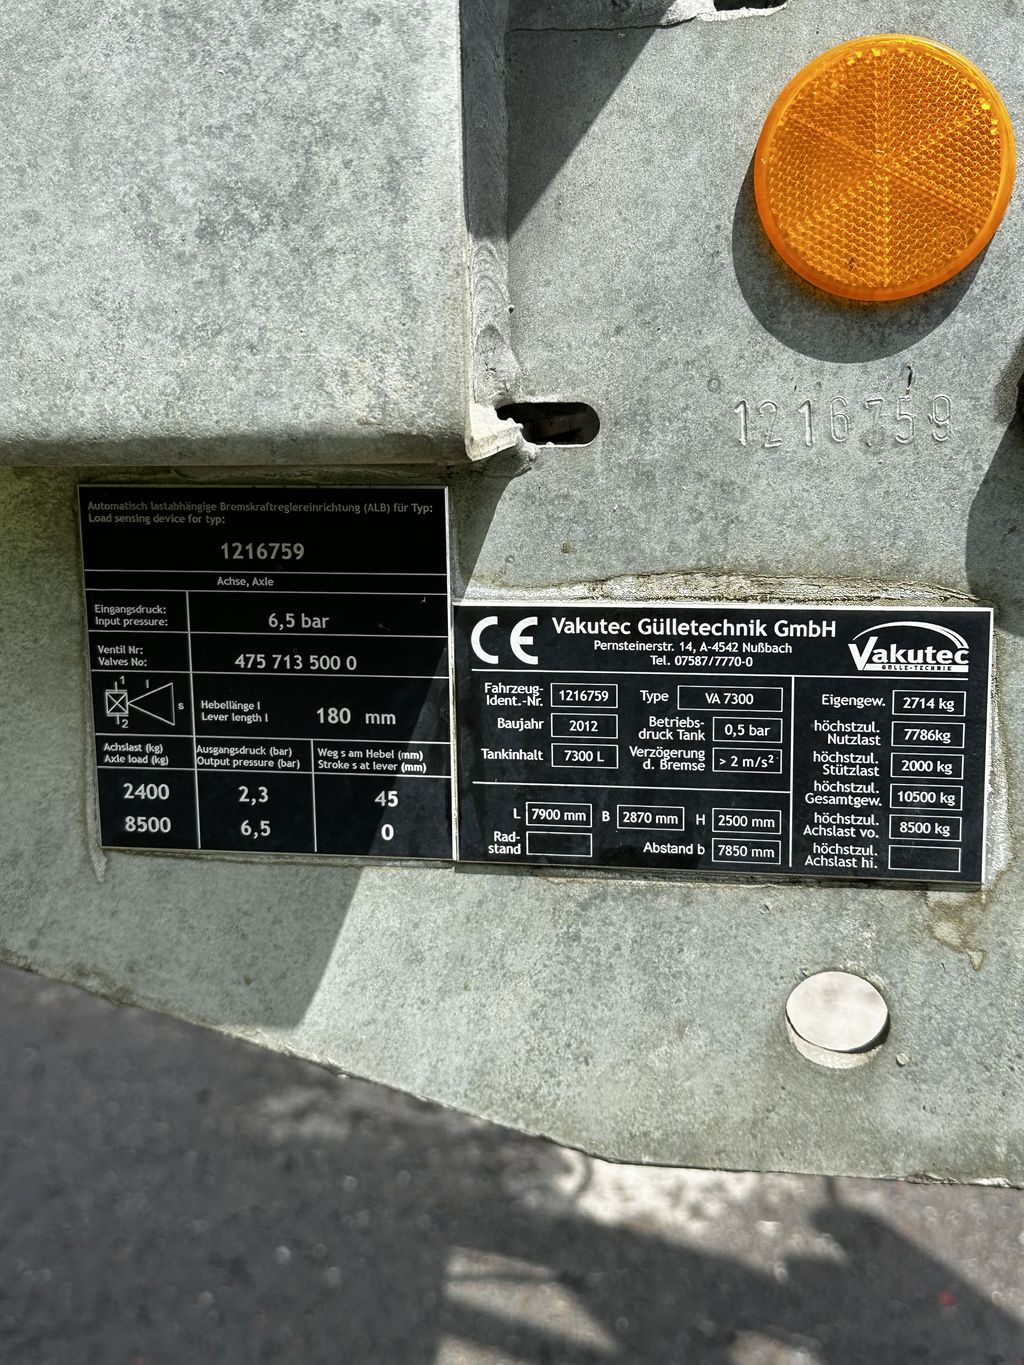 1216359
Automatisch lastabhängige Bremskraftreglereinrichtung (ALB) für Typ:
Load sensing device for typ:
1216759
Achse, Axle
Eingangsdruck:
Input pressure:
6,5 bar
Ventil Nr:
Valves No:
475 713 500 0
1 l s 2
Hebellänge l
Lever length l
180 mm
Achslast (kg)
Axle load (kg)
Ausgangsdruck (bar)
Output pressure (bar)
Weg s am Hebel (mm)
Stroke s at lever (mm)
2400 2,3 45
8500 6,5 0
CE Vakutec Gülletechnik GmbH
Pernsteinerstr. 14, A-4542 Nußbach
Tel. 07587/7770-0
Vakutec
GÜLLE-TECHNIK
Fahrzeug-
Ident.-Nr. 1216759
Type VA 7300
Baujahr 2012
Betriebs-
druck Tank 0,5 bar
Tankinhalt 7300 L
Verzögerung
d. Bremse > 2 m/s²
L 7900 mm B 2870 mm H 2500 mm
Rad-
stand
Abstand b 7850 mm
Eigengew. 2714 kg
höchstzul.
Nutzlast 7786kg
höchstzul.
Stützlast 2000 kg
höchstzul.
Gesamtgew. 10500 kg
höchstzul.
Achslast vo. 8500 kg
höchstzul.
Achslast hi.